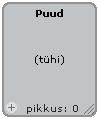 Puud
(tühi)
+ pikkus: 0